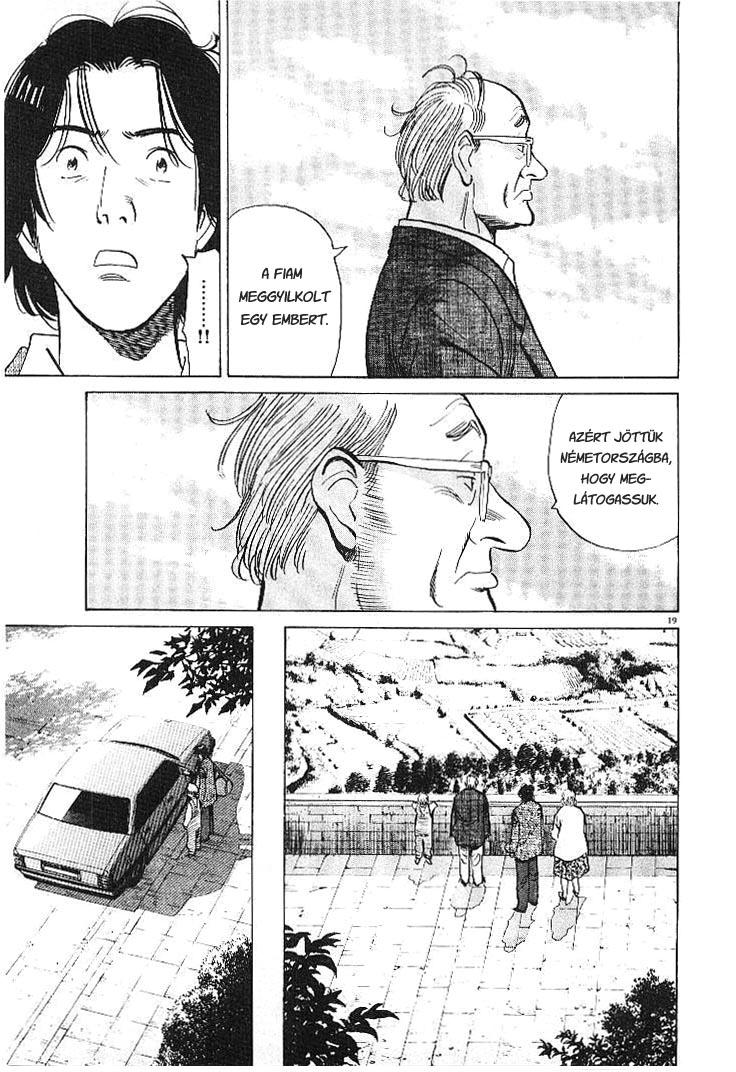 A FIAM
MEGGYILKOLT
EGY EMBERT.
.........!!
AZÉRT JÖTTÜK
NÉMETORSZÁGBA,
HOGY MEG-
LÁTOGASSUK.
19